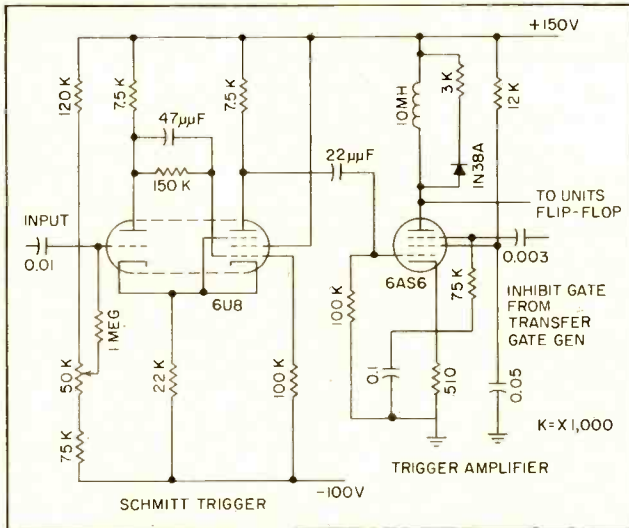 +150V
120 K
7.5 K
47μμF
7.5 K
10MH
3 K
12 K
150 K
22μμF
IN38A
TO UNITS
FLIP-FLOP
INPUT
0.01
6U8
6AS6
0.003
1 MEG
100 K
75 K
INHIBIT GATE
FROM
TRANSFER
GATE GEN
50 K
22 K
100 K
0.1
510
0.05
75 K
K=X1,000
TRIGGER AMPLIFIER
-100V
SCHMITT TRIGGER